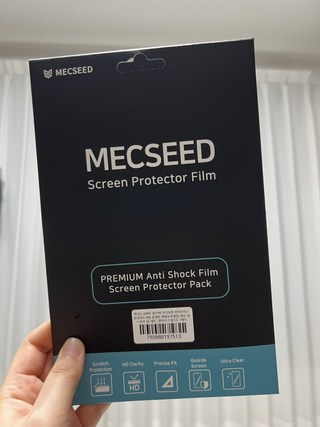 MECSEED
MECSEED
Screen Protector Film
PREMIUM Anti Shock Film
Screen Protector Pack
Scratch Protection
HD Clarity
Precise Fit
Guards Screen
Ultra Clear
HD